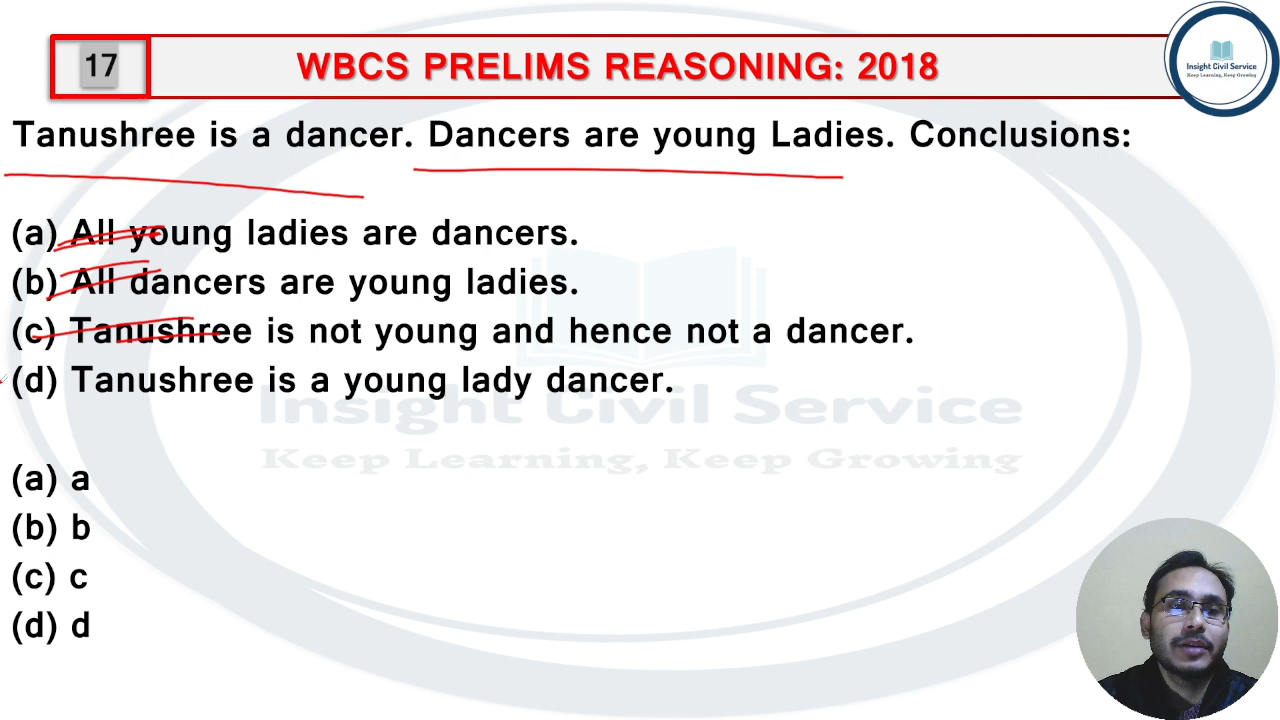 17
WBCS PRELIMS REASONING: 2018
Insight Civil Service
Keep Learning, Keep Growing
Tanushree is a dancer. Dancers are young Ladies. Conclusions:
(a) All young ladies are dancers.
(b) All dancers are young ladies.
(c) Tanushree is not young and hence not a dancer.
(d) Tanushree is a young lady dancer.
Insight Civil Service
Keep Learning, Keep Growing
(a) a
(b) b
(c) c
(d) d